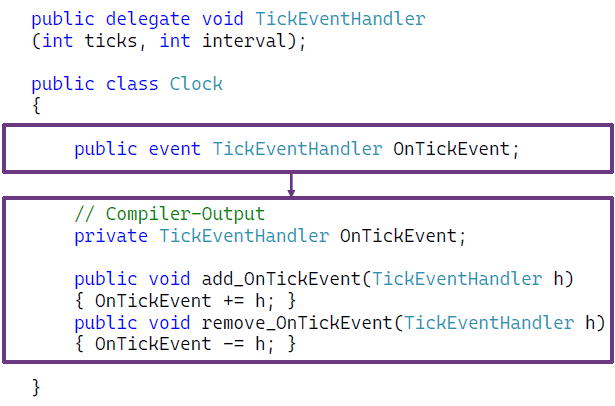 public delegate void TickEventHandler
(int ticks, int interval);
public class Clock
{
public event TickEventHandler OnTickEvent;
// Compiler-Output
private TickEventHandler OnTickEvent;
public void add_OnTickEvent(TickEventHandler h)
{ OnTickEvent += h; }
public void remove_OnTickEvent(TickEventHandler h)
{ OnTickEvent -= h; }
}